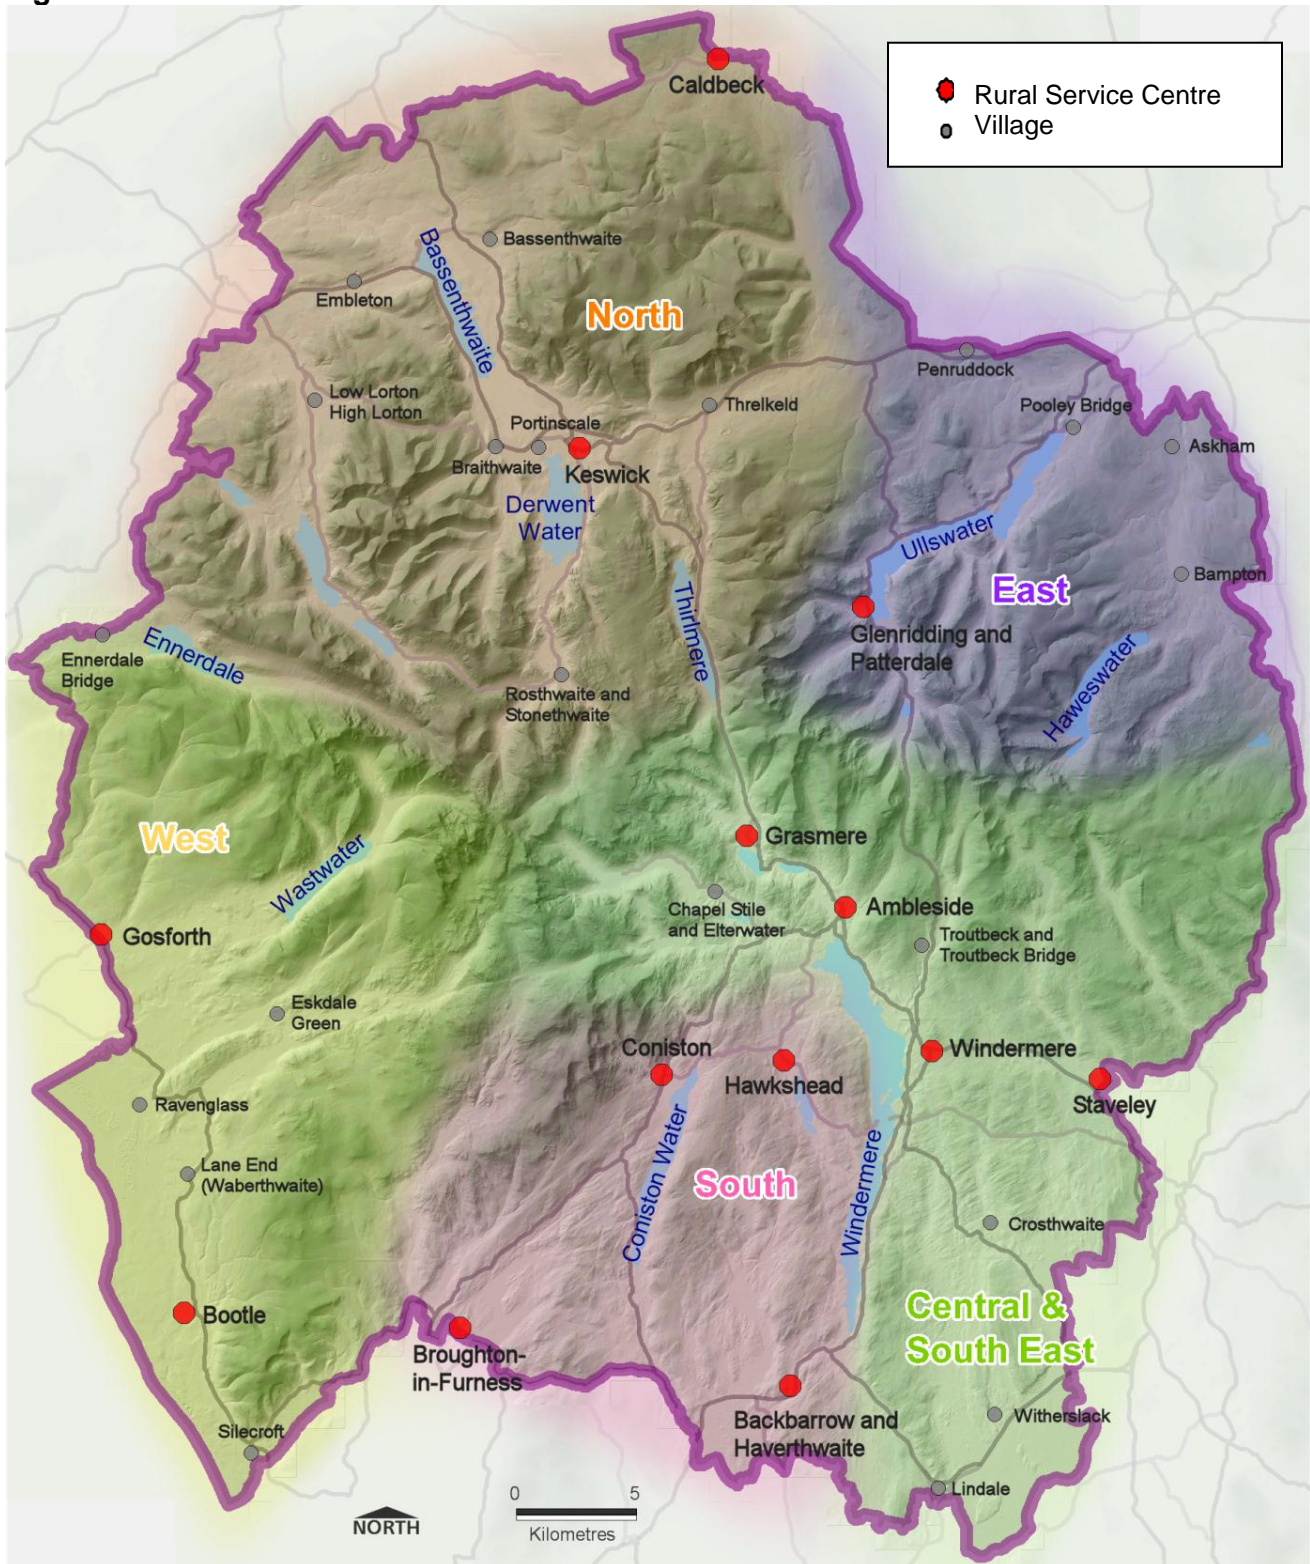 g
Rural Service Centre
Village
Caldbeck
Bassenthwaite
Bassenthwaite
Embleton
North
Penruddock
Low Lorton
High Lorton
Threlkeld
Pooley Bridge
Portinscale
Askham
Braithwaite
Keswick
Derwent
Water
Ullswater
Bampton
East
Thirlmere
Glenridding and
Patterdale
Ennerdale
Bridge
Ennerdale
Haweswater
Rosthwaite and
Stonethwaite
West
Grasmere
Wastwater
Chapel Stile
and Elterwater
Ambleside
Gosforth
Troutbeck and
Troutbeck Bridge
Eskdale
Green
Coniston
Windermere
Hawkshead
Ravenglass
Staveley
Coniston Water
Windermere
Lane End
(Waberthwaite)
South
Crosthwaite
Bootle
Central &
South East
Broughton-
in-Furness
Backbarrow and
Haverthwaite
Witherslack
Silecroft
Lindale
NORTH
0 5
Kilometres